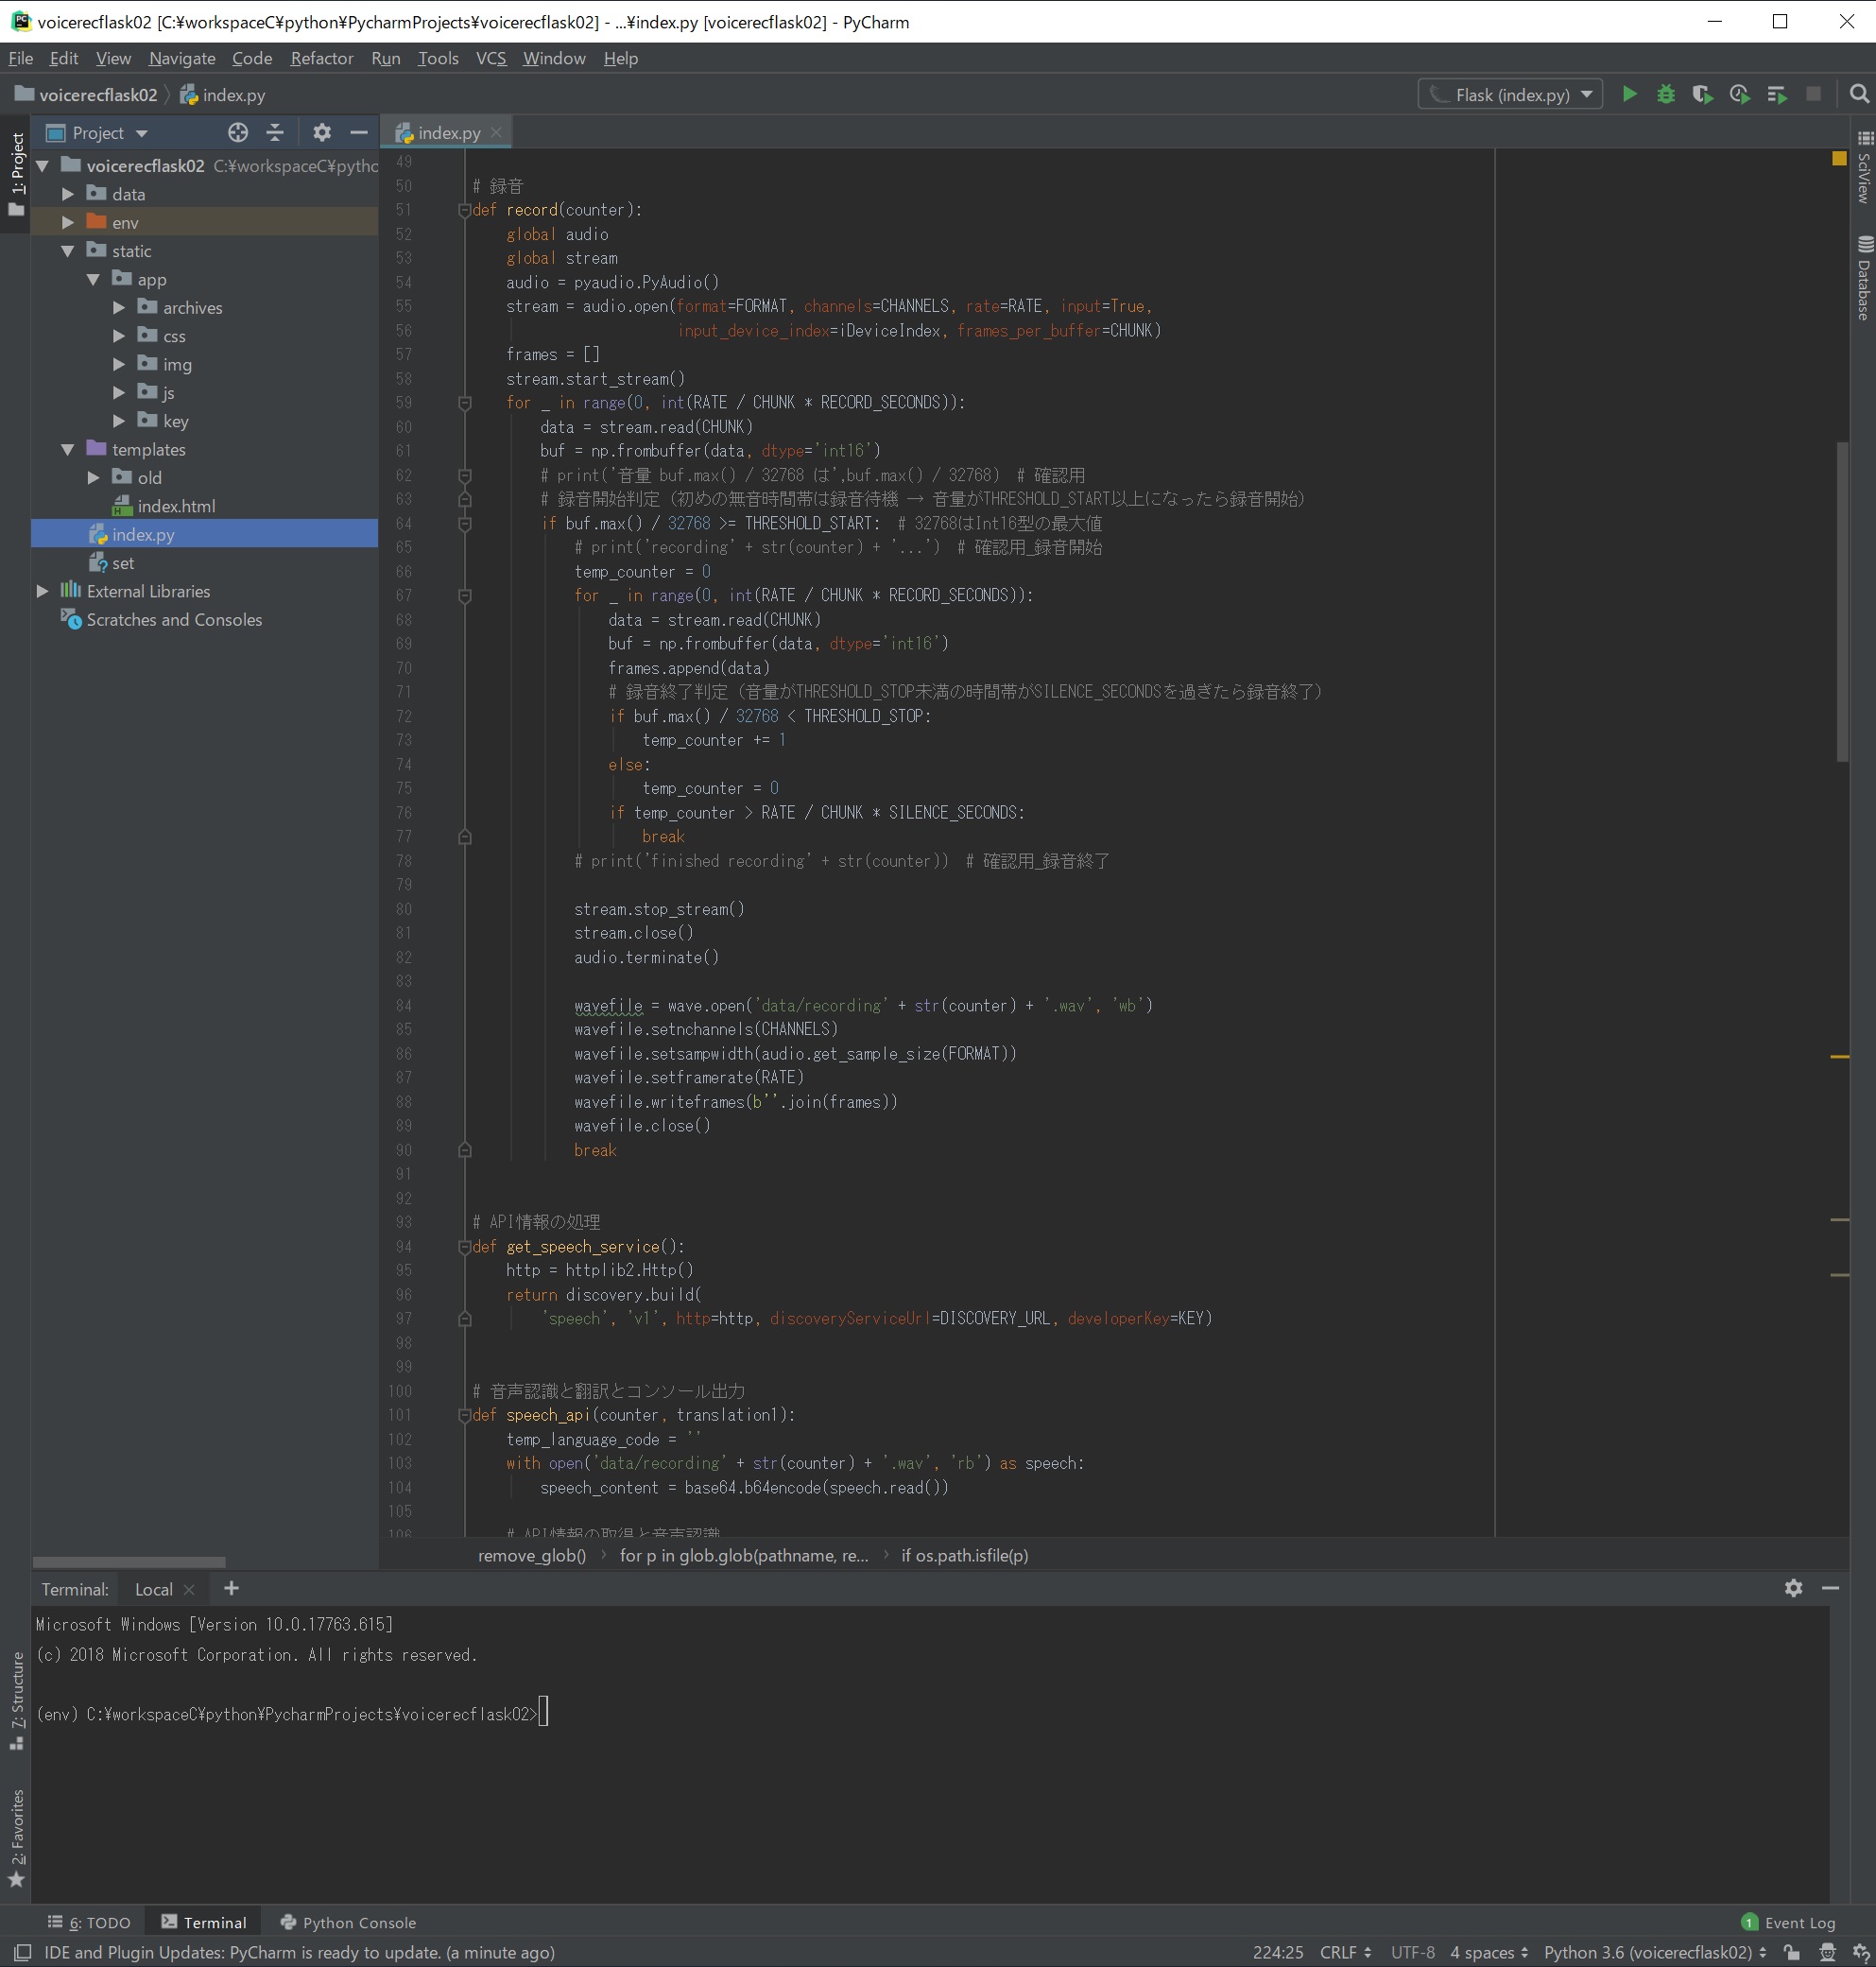 voicerecflask02 [C:¥workspaceC¥python¥PycharmProjects¥voicerecflask02] - ...¥index.py [voicerecflask02] - PyCharm
File Edit View Navigate Code Refactor Run Tools VCS Window Help
voicerecflask02 index.py Flask (index.py)
Project index.py
1: Project
SciView
Database
voicerecflask02 C:¥workspaceC¥pythc
data
env
static
app
archives
css
img
js
key
templates
old
index.html
index.py
set
External Libraries
Scratches and Consoles
49
50 # 録音
51 def record(counter):
52 global audio
53 global stream
54 audio = pyaudio.PyAudio()
55 stream = audio.open(format=FORMAT, channels=CHANNELS, rate=RATE, input=True,
56 input_device_index=iDeviceIndex, frames_per_buffer=CHUNK)
57 frames = []
58 stream.start_stream()
59 for _ in range(0, int(RATE / CHUNK * RECORD_SECONDS)):
60 data = stream.read(CHUNK)
61 buf = np.frombuffer(data, dtype='int16')
62 # print('音量 buf.max() / 32768 は',buf.max() / 32768) # 確認用
63 # 録音開始判定（初めの無音時間帯は録音待機 → 音量がTHRESHOLD_START以上になったら録音開始）
64 if buf.max() / 32768 >= THRESHOLD_START: # 32768はInt16型の最大値
65 # print('recording' + str(counter) + '...') # 確認用_録音開始
66 temp_counter = 0
67 for _ in range(0, int(RATE / CHUNK * RECORD_SECONDS)):
68 data = stream.read(CHUNK)
69 buf = np.frombuffer(data, dtype='int16')
70 frames.append(data)
71 # 録音終了判定（音量がTHRESHOLD_STOP未満の時間帯がSILENCE_SECONDSを過ぎたら録音終了）
72 if buf.max() / 32768 < THRESHOLD_STOP:
73 temp_counter += 1
74 else:
75 temp_counter = 0
76 if temp_counter > RATE / CHUNK * SILENCE_SECONDS:
77 break
78 # print('finished recording' + str(counter)) # 確認用_録音終了
79
80 stream.stop_stream()
81 stream.close()
82 audio.terminate()
83
84 wavefile = wave.open('data/recording' + str(counter) + '.wav', 'wb')
85 wavefile.setnchannels(CHANNELS)
86 wavefile.setsampwidth(audio.get_sample_size(FORMAT))
87 wavefile.setframerate(RATE)
88 wavefile.writeframes(b''.join(frames))
89 wavefile.close()
90 break
91
92
93 # API情報の処理
94 def get_speech_service():
95 http = httplib2.Http()
96 return discovery.build(
97 'speech', 'v1', http=http, discoveryServiceUrl=DISCOVERY_URL, developerKey=KEY)
98
99
100 # 音声認識と翻訳とコンソール出力
101 def speech_api(counter, translation1):
102 temp_language_code = ''
103 with open('data/recording' + str(counter) + '.wav', 'rb') as speech:
104 speech_content = base64.b64encode(speech.read())
105
106 # API情報の取得と音声認識
remove_glob() › for p in glob.glob(pathname, re... › if os.path.isfile(p)
Terminal: Local
Microsoft Windows [Version 10.0.17763.615]
(c) 2018 Microsoft Corporation. All rights reserved.
(env) C:¥workspaceC¥python¥PycharmProjects¥voicerecflask02>
7: Structure
2: Favorites
6: TODO Terminal Python Console 1 Event Log
IDE and Plugin Updates: PyCharm is ready to update. (a minute ago) 224:25 CRLF UTF-8 4 spaces Python 3.6 (voicerecflask02)